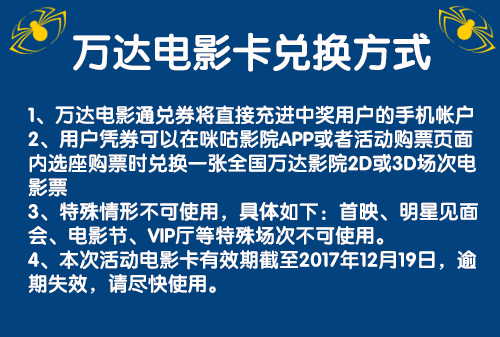 万达电影卡兑换方式
1、万达电影通兑券将直接充进中奖用户的手机帐户
2、用户凭券可以在咪咕影院APP或者活动购票页面
内选座购票时兑换一张全国万达影院2D或3D场次电
影票
3、特殊情形不可使用，具体如下：首映、明星见面
会、电影节、VIP厅等特殊场次不可使用。
4、本次活动电影卡有效期截至2017年12月19日，逾
期失效，请尽快使用。